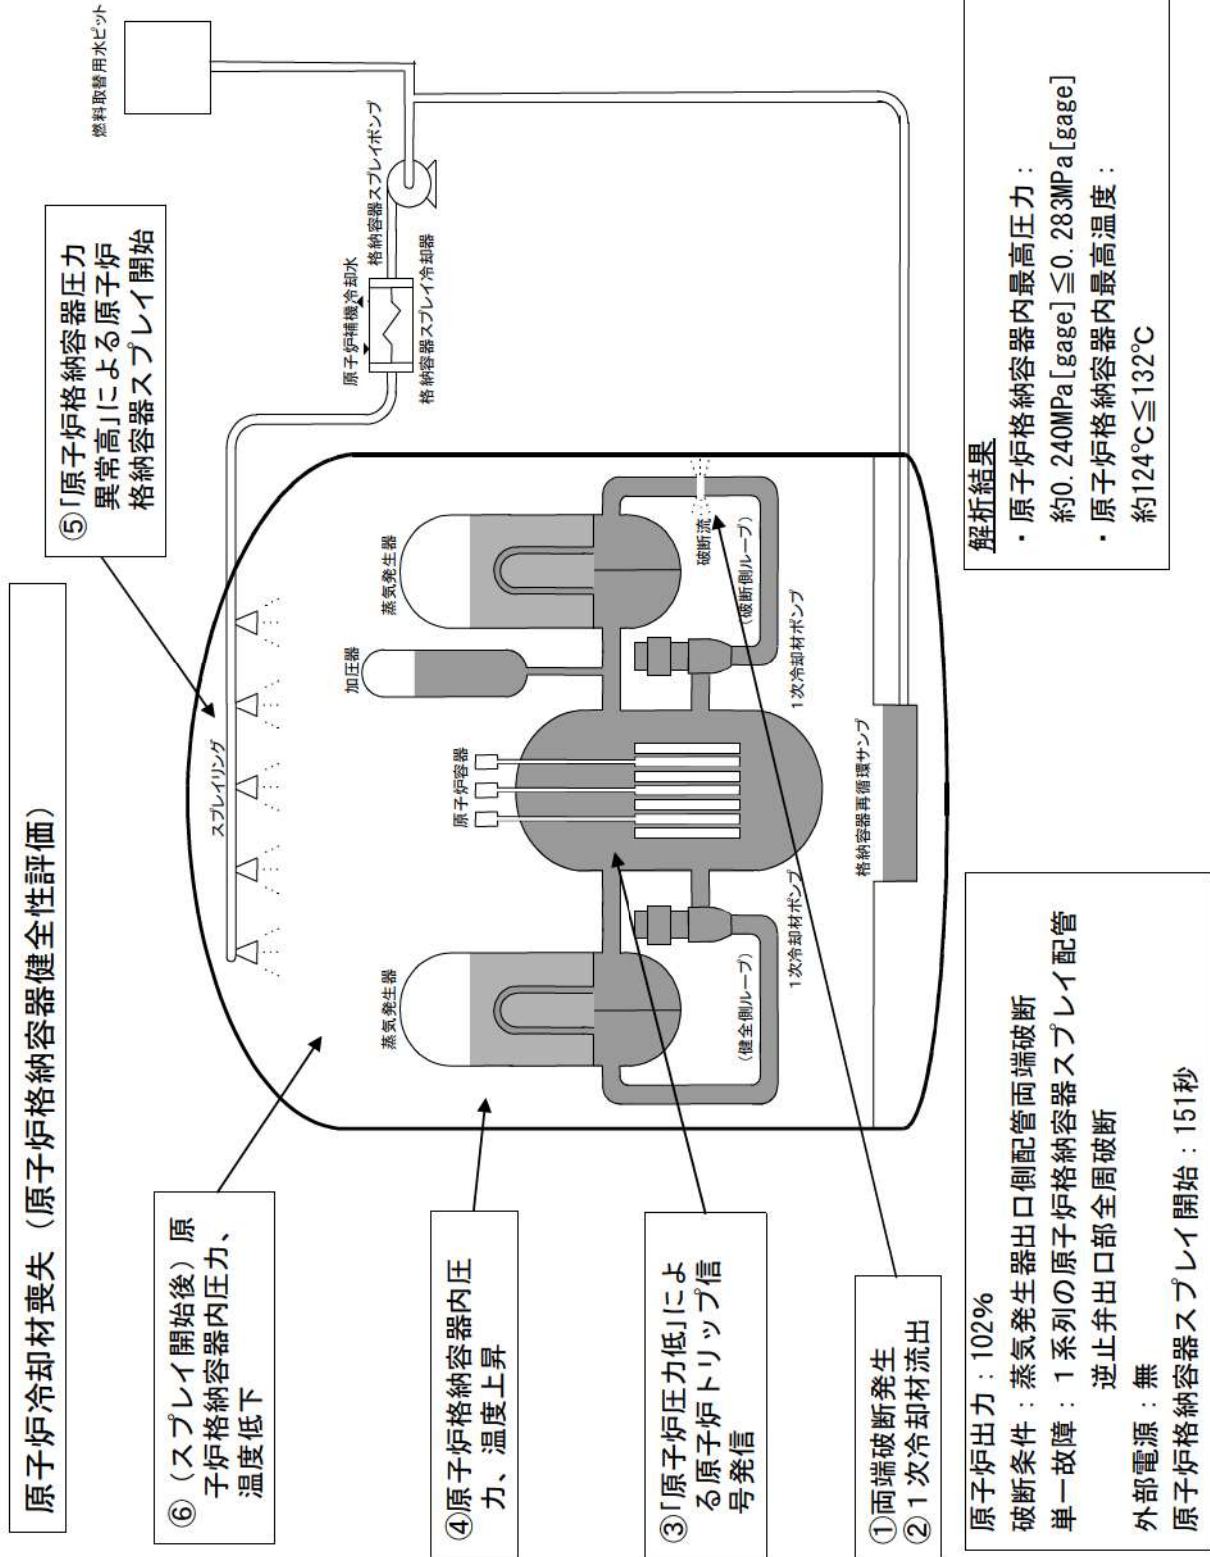 原子炉冷却材喪失（原子炉格納容器健全性評価）
⑥（スプレイ開始後）原
子炉格納容器内圧力、
温度低下
⑤「原子炉格納容器圧力
異常高」による原子炉
格納容器スプレイ開始
燃料取替用水ピット
原子炉補機冷却水
格納容器スプレイポンプ
格納容器スプレイ冷却器
スプレイリング
④原子炉格納容器内圧
力、温度上昇
蒸気発生器
加圧器
蒸気発生器
原子炉容器
③「原子炉圧力低」によ
る原子炉トリップ信
号発信
破断流
（健全側ループ）
（破断側ループ）
1次冷却材ポンプ
1次冷却材ポンプ
格納容器再循環サンプ
①両端破断発生
②１次冷却材流出
原子炉出力：102%
破断条件：蒸気発生器出口側配管両端破断
単一故障：１系列の原子炉格納容器スプレイ配管
逆止弁出口部全周破断
外部電源：無
原子炉格納容器スプレイ開始：151秒
解析結果
・原子炉格納容器内最高圧力：
約0.240MPa[gage]≦0.283MPa[gage]
・原子炉格納容器内最高温度：
約124℃≦132℃